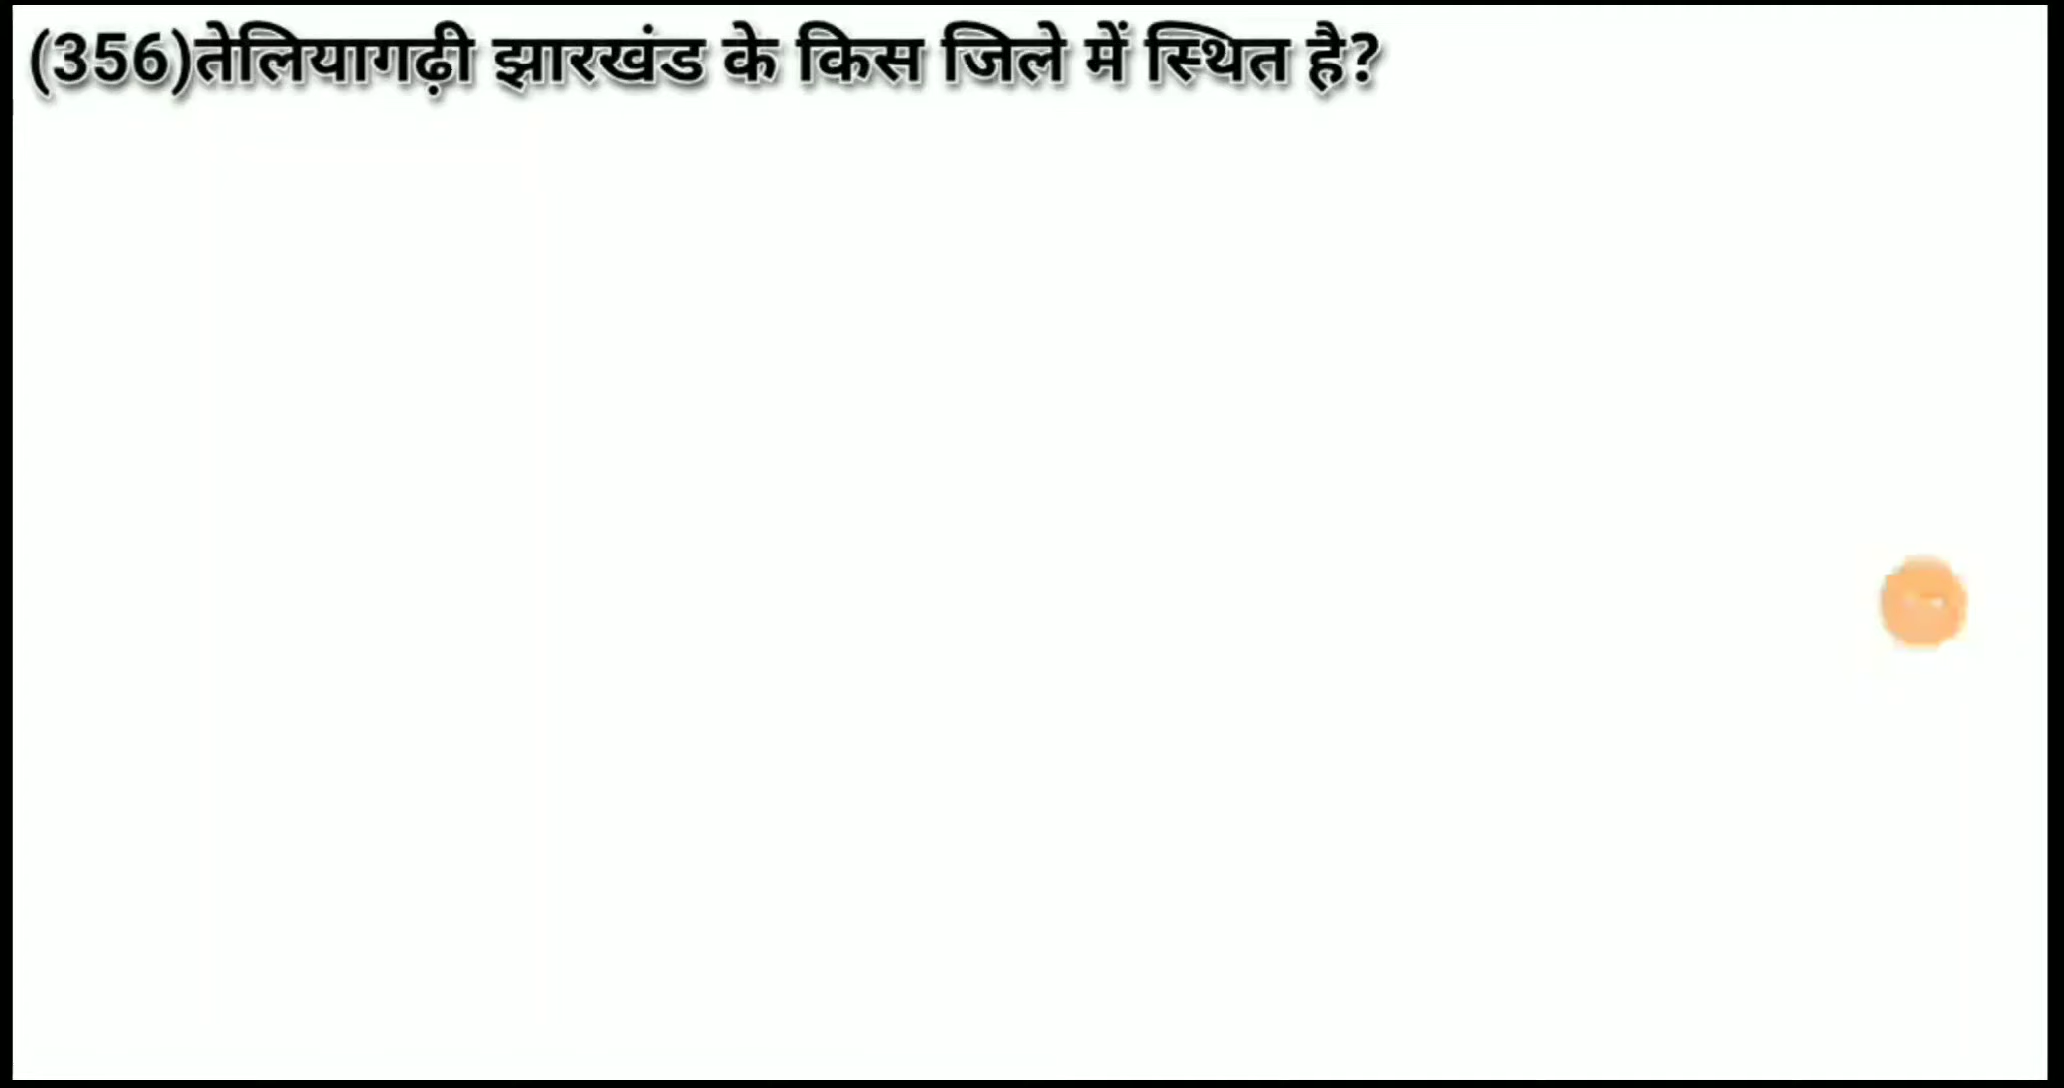 (356)तेलियागढ़ी झारखंड के किस जिले में स्थित है?